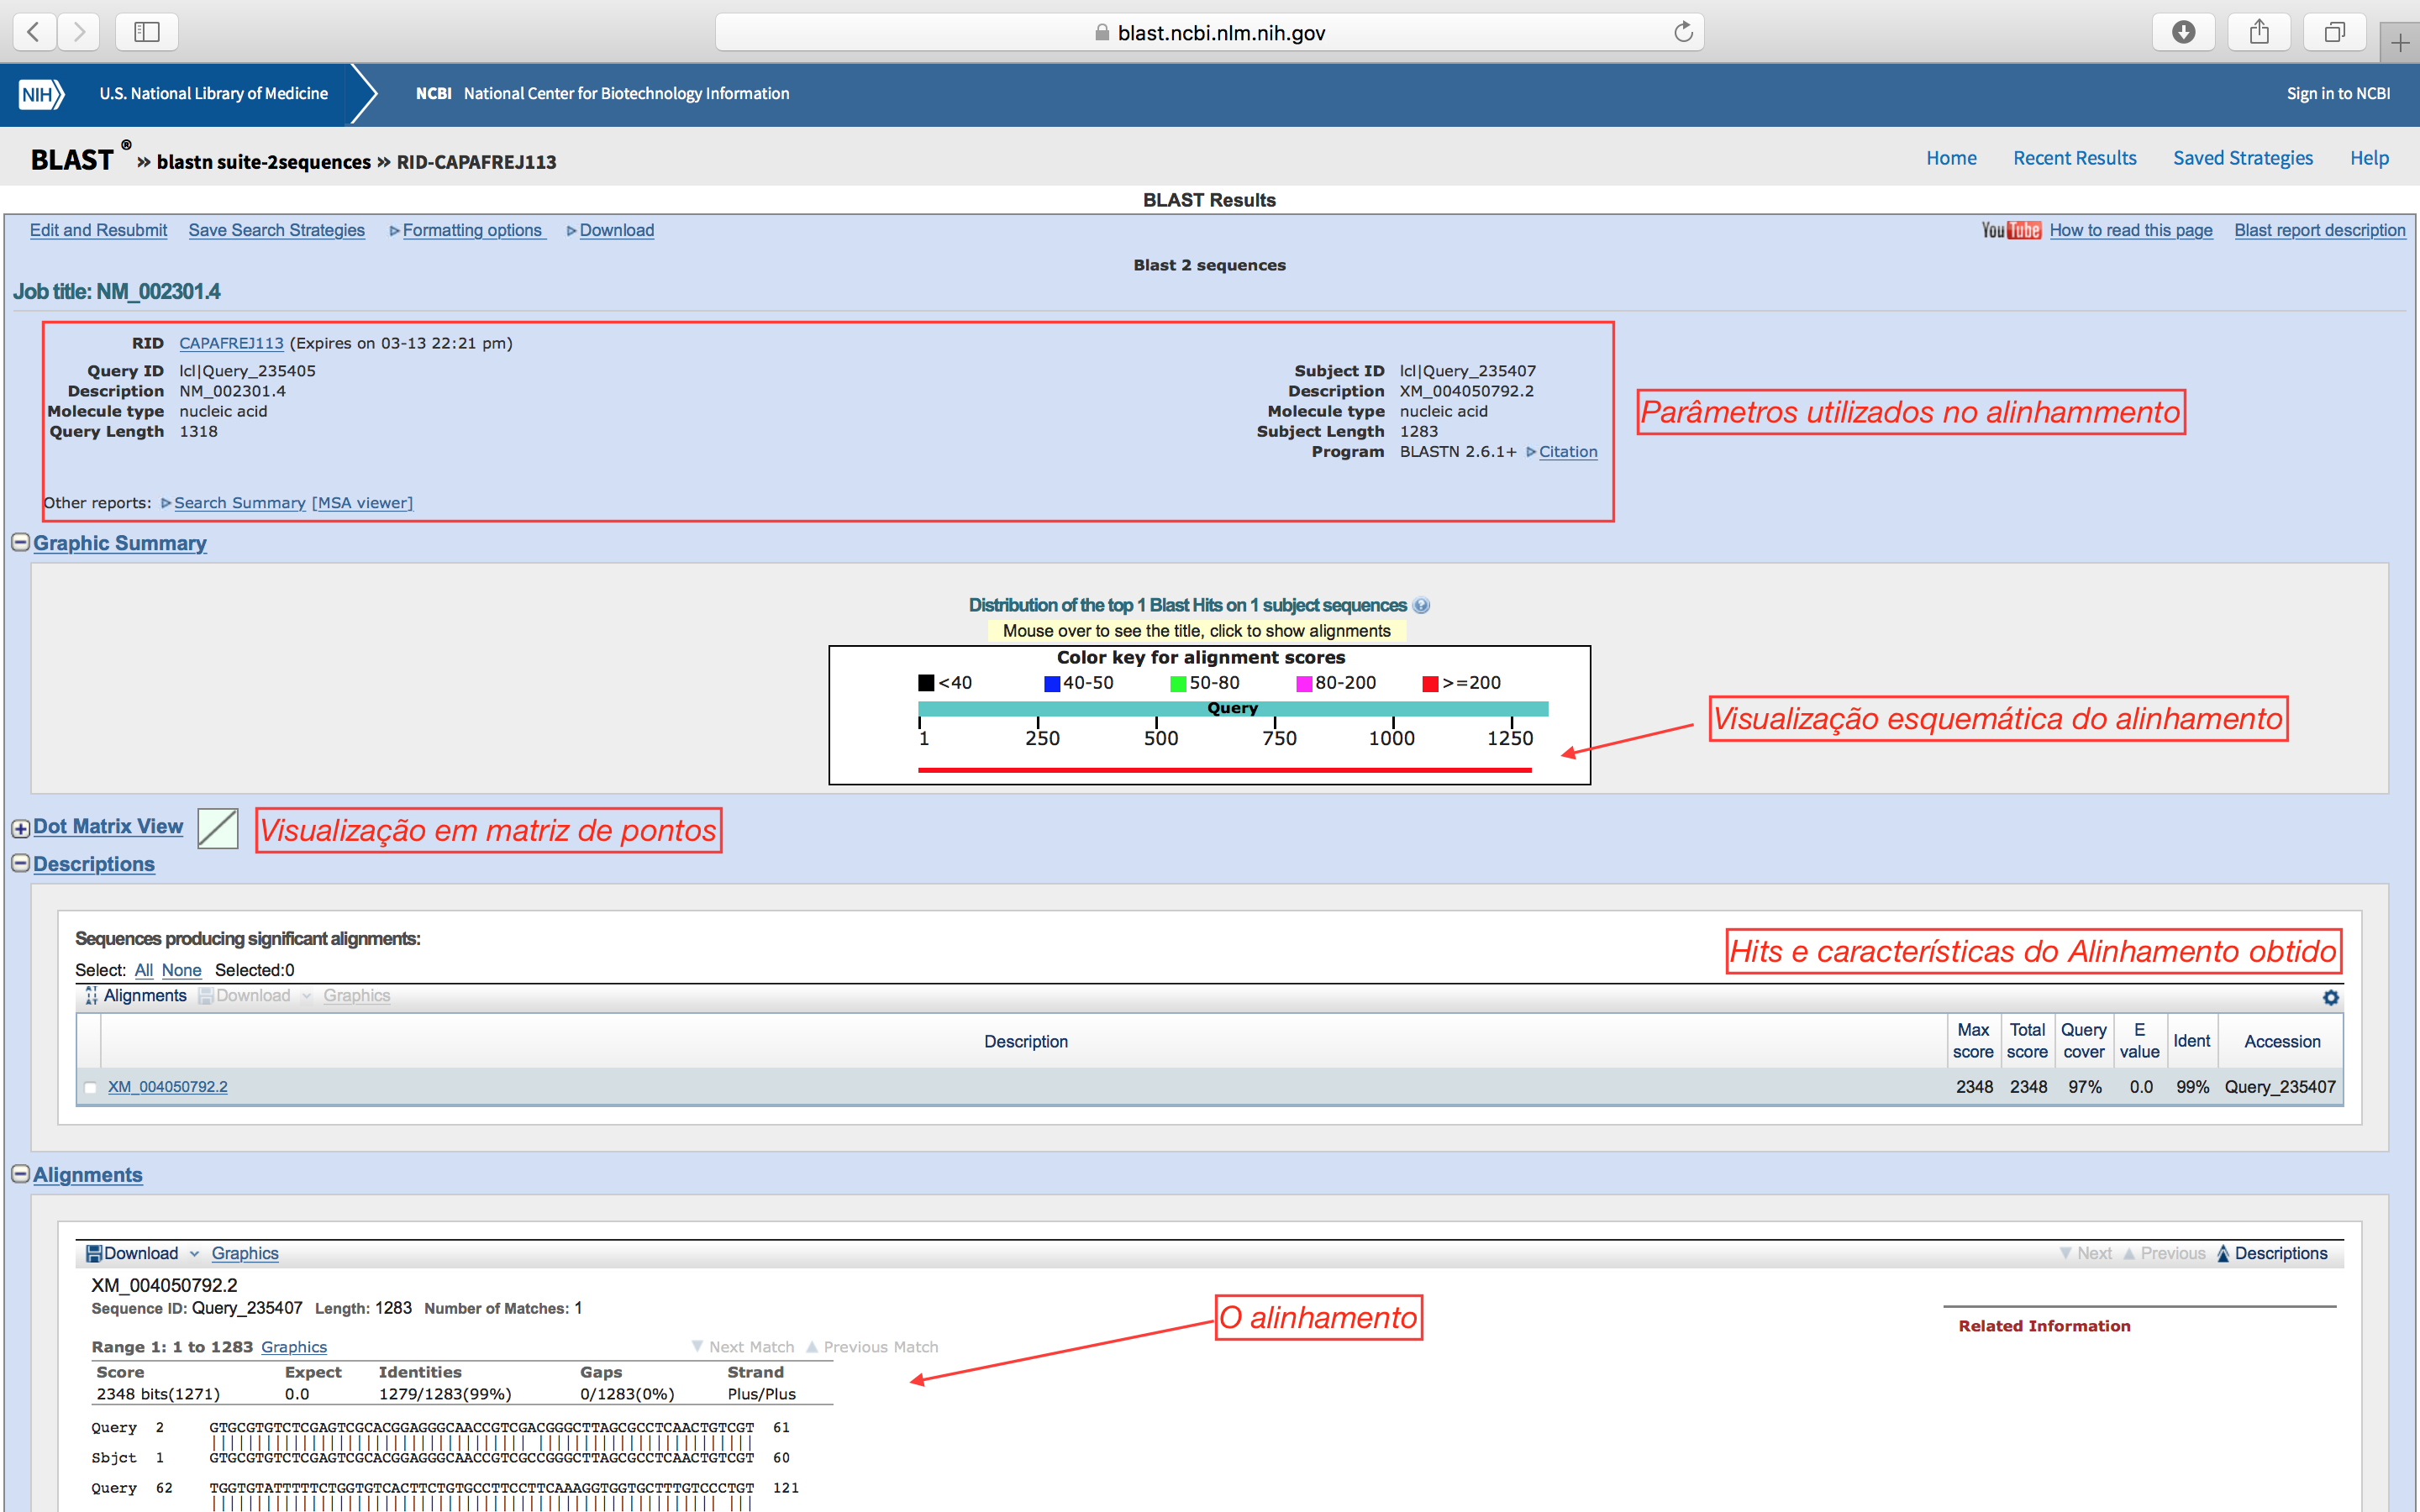 blast.ncbi.nlm.nih.gov
NIH U.S. National Library of Medicine NCBI National Center for Biotechnology Information Sign in to NCBI
BLAST ® » blastn suite-2sequences » RID-CAPAFREJ113 Home Recent Results Saved Strategies Help
BLAST Results
Edit and Resubmit Save Search Strategies Formatting options Download YouTube How to read this page Blast report description
Blast 2 sequences
Job title: NM_002301.4
RID CAPAFREJ113 (Expires on 03-13 22:21 pm)
Query ID lcl|Query_235405 Subject ID lcl|Query_235407
Description NM_002301.4 Description XM_004050792.2
Molecule type nucleic acid Molecule type nucleic acid
Query Length 1318 Subject Length 1283
Program BLASTN 2.6.1+ Citation
Parâmetros utilizados no alinhammento
Other reports: Search Summary [MSA viewer]
Graphic Summary
Distribution of the top 1 Blast Hits on 1 subject sequences
Mouse over to see the title, click to show alignments
Color key for alignment scores
<40 40-50 50-80 80-200 >=200
Query
1 250 500 750 1000 1250
Visualização esquemática do alinhamento
Dot Matrix View Visualização em matriz de pontos
Descriptions
Sequences producing significant alignments:
Hits e características do Alinhamento obtido
Select: All None Selected:0
Alignments Download Graphics
Description Max score Total score Query cover E value Ident Accession
XM_004050792.2 2348 2348 97% 0.0 99% Query_235407
Alignments
Download Graphics Next Previous Descriptions
XM_004050792.2
Sequence ID: Query_235407 Length: 1283 Number of Matches: 1
O alinhamento
Related Information
Range 1: 1 to 1283 Graphics Next Match Previous Match
Score Expect Identities Gaps Strand
2348 bits(1271) 0.0 1279/1283(99%) 0/1283(0%) Plus/Plus
Query 2 GTGCGTGTCTCGAGTCGCACGGAGGGCAACCGTCGACGGGCTTAGCGCCTCAACTGTCGT 61
Sbjct 1 GTGCGTGTCTCGAGTCGCACGGAGGGCAACCGTCGCCGGGCTTAGCGCCTCAACTGTCGT 60
Query 62 TGGTGTATTTTTCTGGTGTCACTTCTGTGCCTTCCTTCAAAGGTGGTGCTTTGTCCCTGT 121